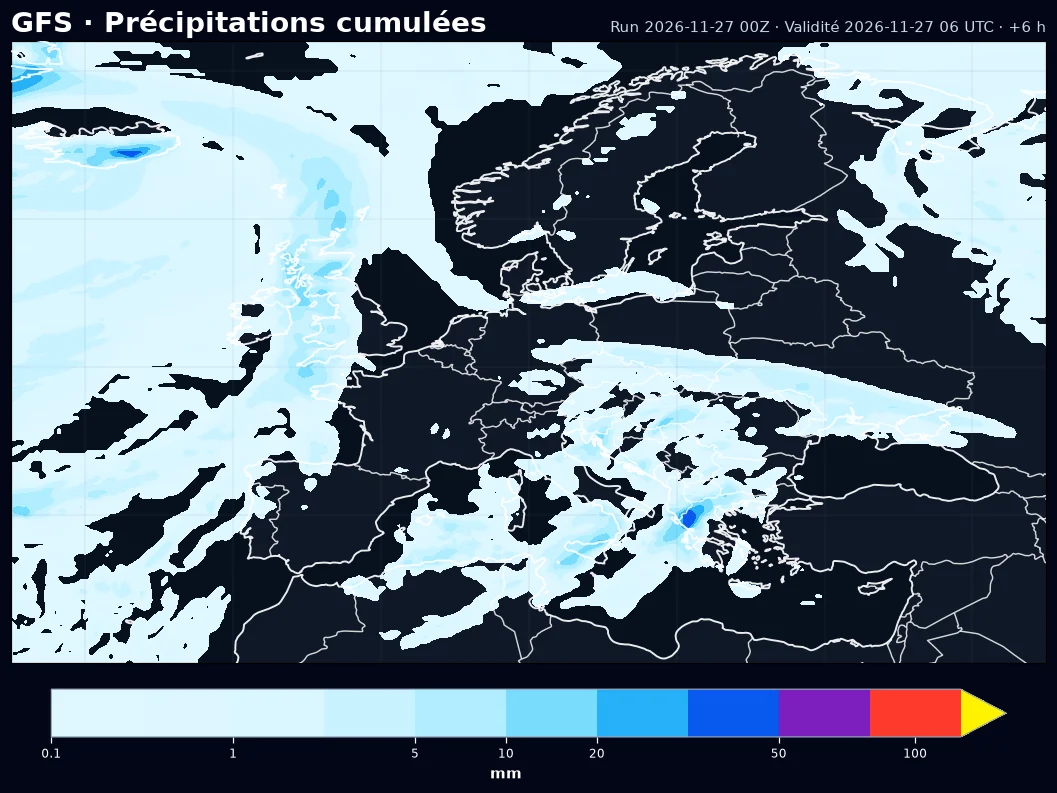 GFS · Précipitations cumulées
Run 2026-11-27 00Z · Validité 2026-11-27 06 UTC · +6 h
0.1 1 5 10 20 50 100
mm